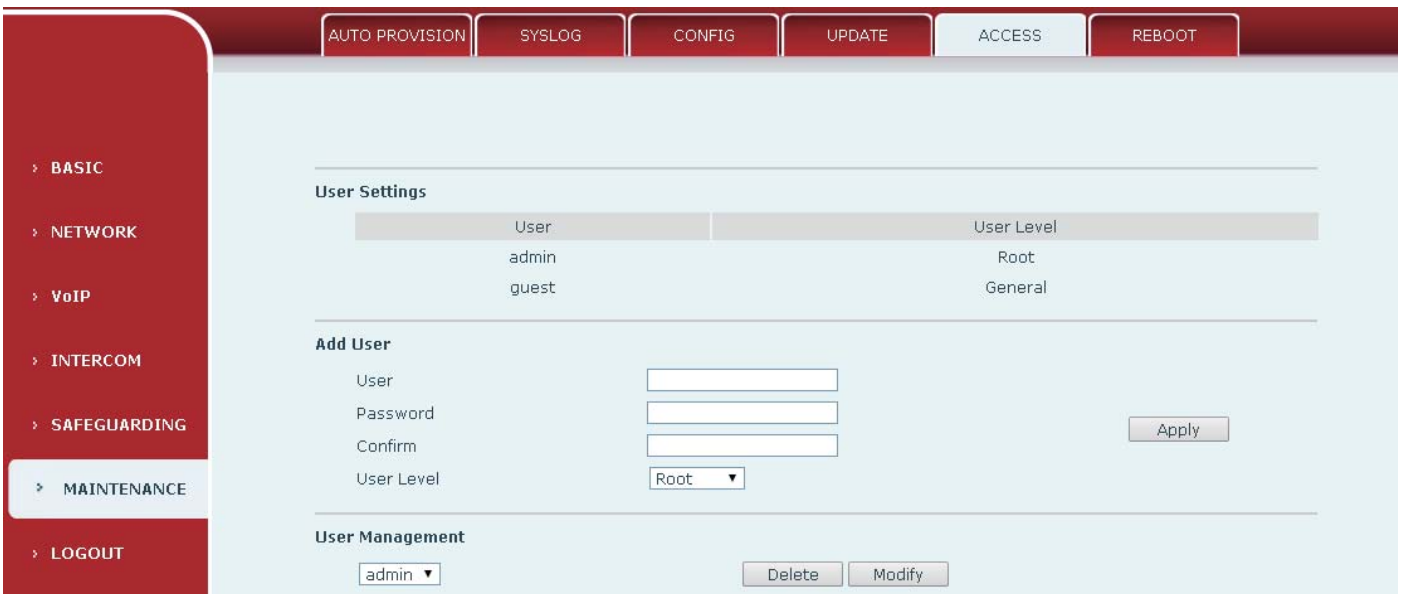 AUTO PROVISION SYSLOG CONFIG UPDATE ACCESS REBOOT
› BASIC
› NETWORK
› VoIP
› INTERCOM
› SAFEGUARDING
› MAINTENANCE
› LOGOUT
User Settings
User User Level
admin Root
guest General
Add User
User
Password
Confirm
User Level Root
Apply
User Management
admin Delete Modify